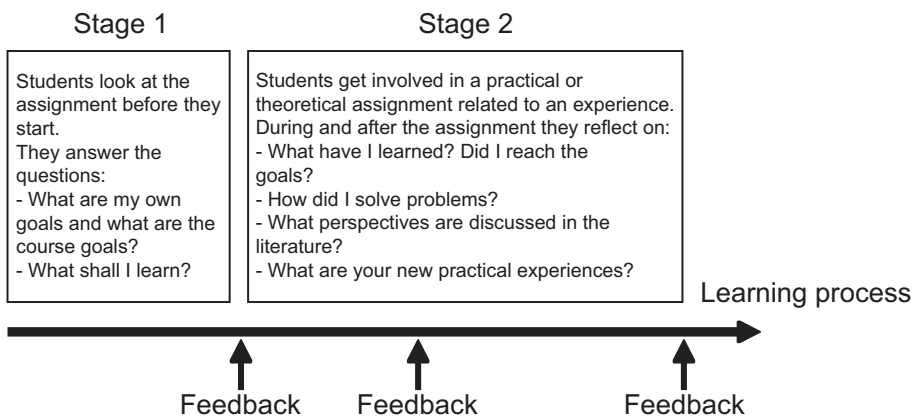 Stage 1
Students look at the
assignment before they
start.
They answer the
questions:
- What are my own
goals and what are the
course goals?
- What shall I learn?
Stage 2
Students get involved in a practical or
theoretical assignment related to an experience.
During and after the assignment they reflect on:
- What have I learned? Did I reach the
goals?
- How did I solve problems?
- What perspectives are discussed in the
literature?
- What are your new practical experiences?
Learning process
Feedback
Feedback
Feedback